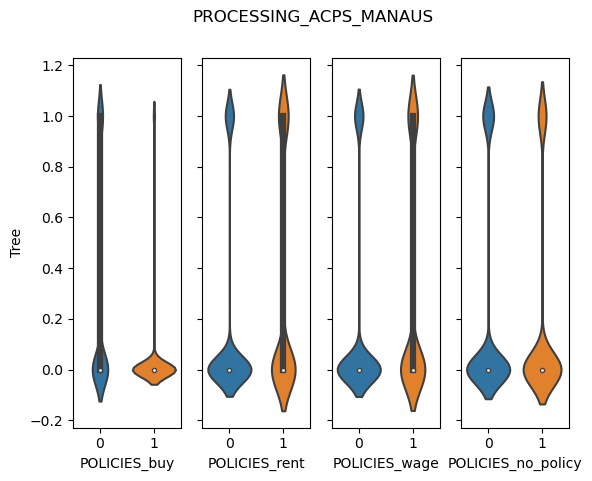 PROCESSING_ACPS_MANAUS
Tree
1.2
1.0
0.8
0.6
0.4
0.2
0.0
−0.2
0 1 0 1 0 1 0 1
POLICIES_buy POLICIES_rent POLICIES_wage POLICIES_no_policy